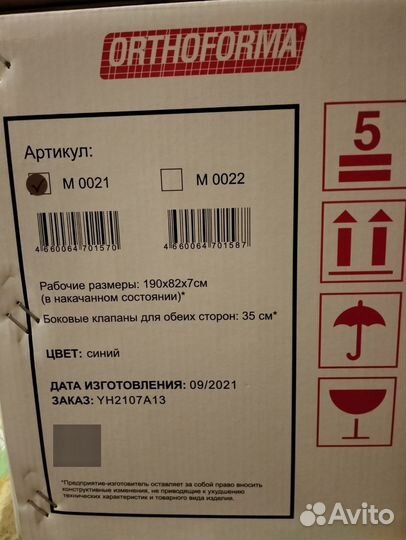 ORTHOFORMA
Артикул:
М 0021
М 0022
4 660064 701570
4 660064 701587
Рабочие размеры: 190х82х7см
(в накачанном состоянии)*
Боковые клапаны для обеих сторон: 35 см*
ЦВЕТ: синий
ДАТА ИЗГОТОВЛЕНИЯ: 09/2021
ЗАКАЗ: YH2107A13
*Предприятие-изготовитель оставляет за собой право вносить
конструктивные изменения, не приводящие к ухудшению
технических характеристик и товарного вида изделия.
5
Avito